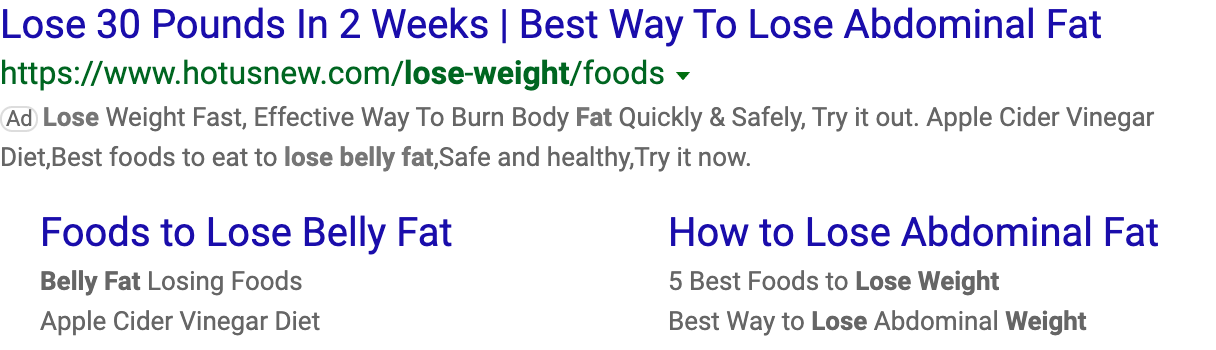 Lose 30 Pounds In 2 Weeks | Best Way To Lose Abdominal Fat
https://www.hotusnew.com/lose-weight/foods
Ad Lose Weight Fast, Effective Way To Burn Body Fat Quickly & Safely, Try it out. Apple Cider Vinegar
Diet,Best foods to eat to lose belly fat,Safe and healthy,Try it now.
Foods to Lose Belly Fat
Belly Fat Losing Foods
Apple Cider Vinegar Diet
How to Lose Abdominal Fat
5 Best Foods to Lose Weight
Best Way to Lose Abdominal Weight